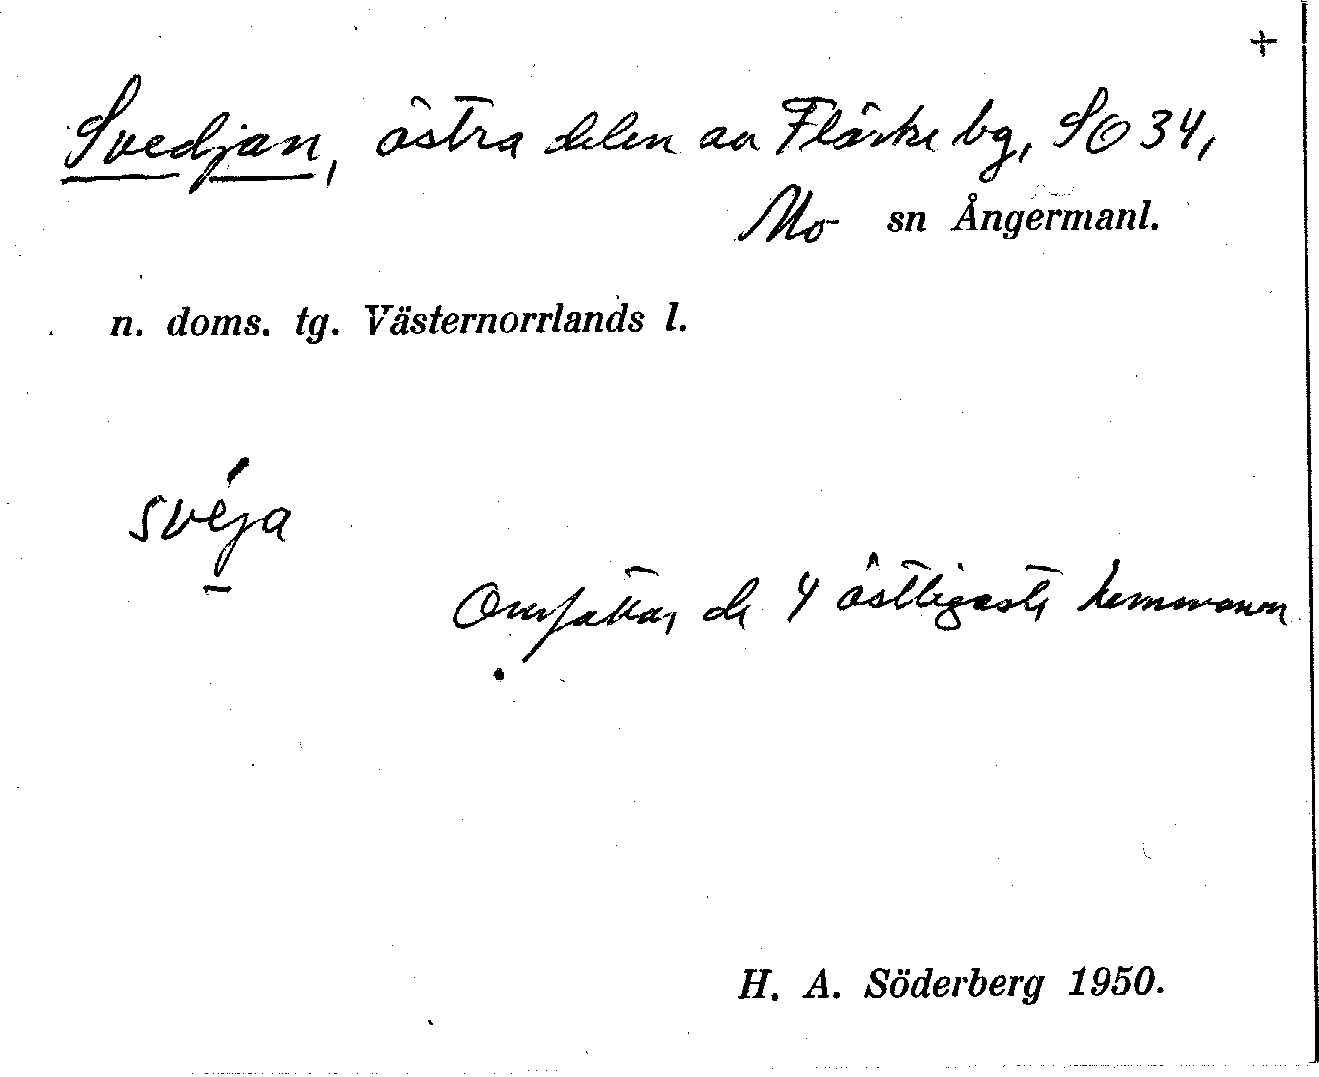 +
Svedjan, östra delen av Flärke bg, SO 34,
Mo sn Ångermanl.
n. doms. tg. Västernorrlands l.
svéja
Omfattar de 4 östligaste hemmanen
H. A. Söderberg 1950.